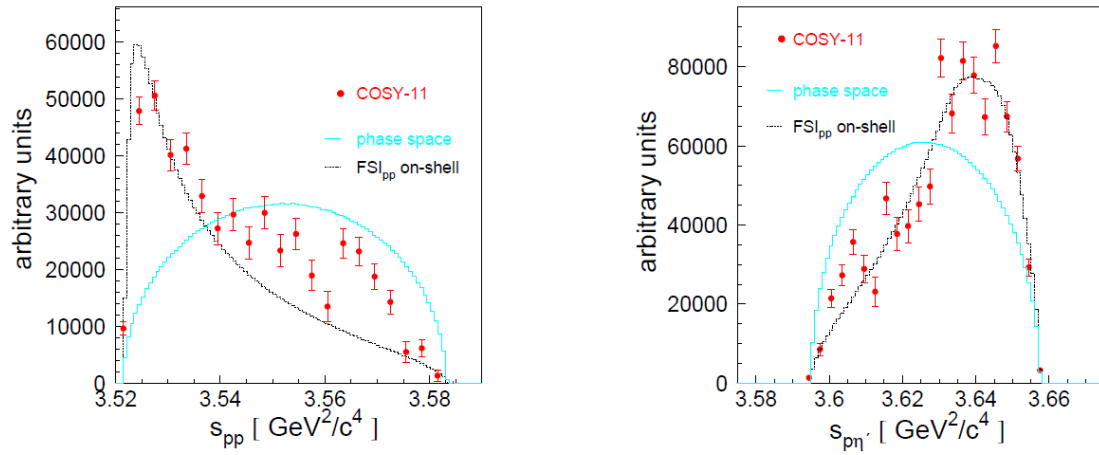 60000
50000
40000
30000
20000
10000
0
arbitrary units
COSY-11
phase space
FSIpp on-shell
3.52 3.54 3.56 3.58
spp [ GeV2/c4 ]
80000
60000
40000
20000
0
arbitrary units
COSY-11
phase space
FSIpp on-shell
3.58 3.6 3.62 3.64 3.66
spη´ [ GeV2/c4 ]